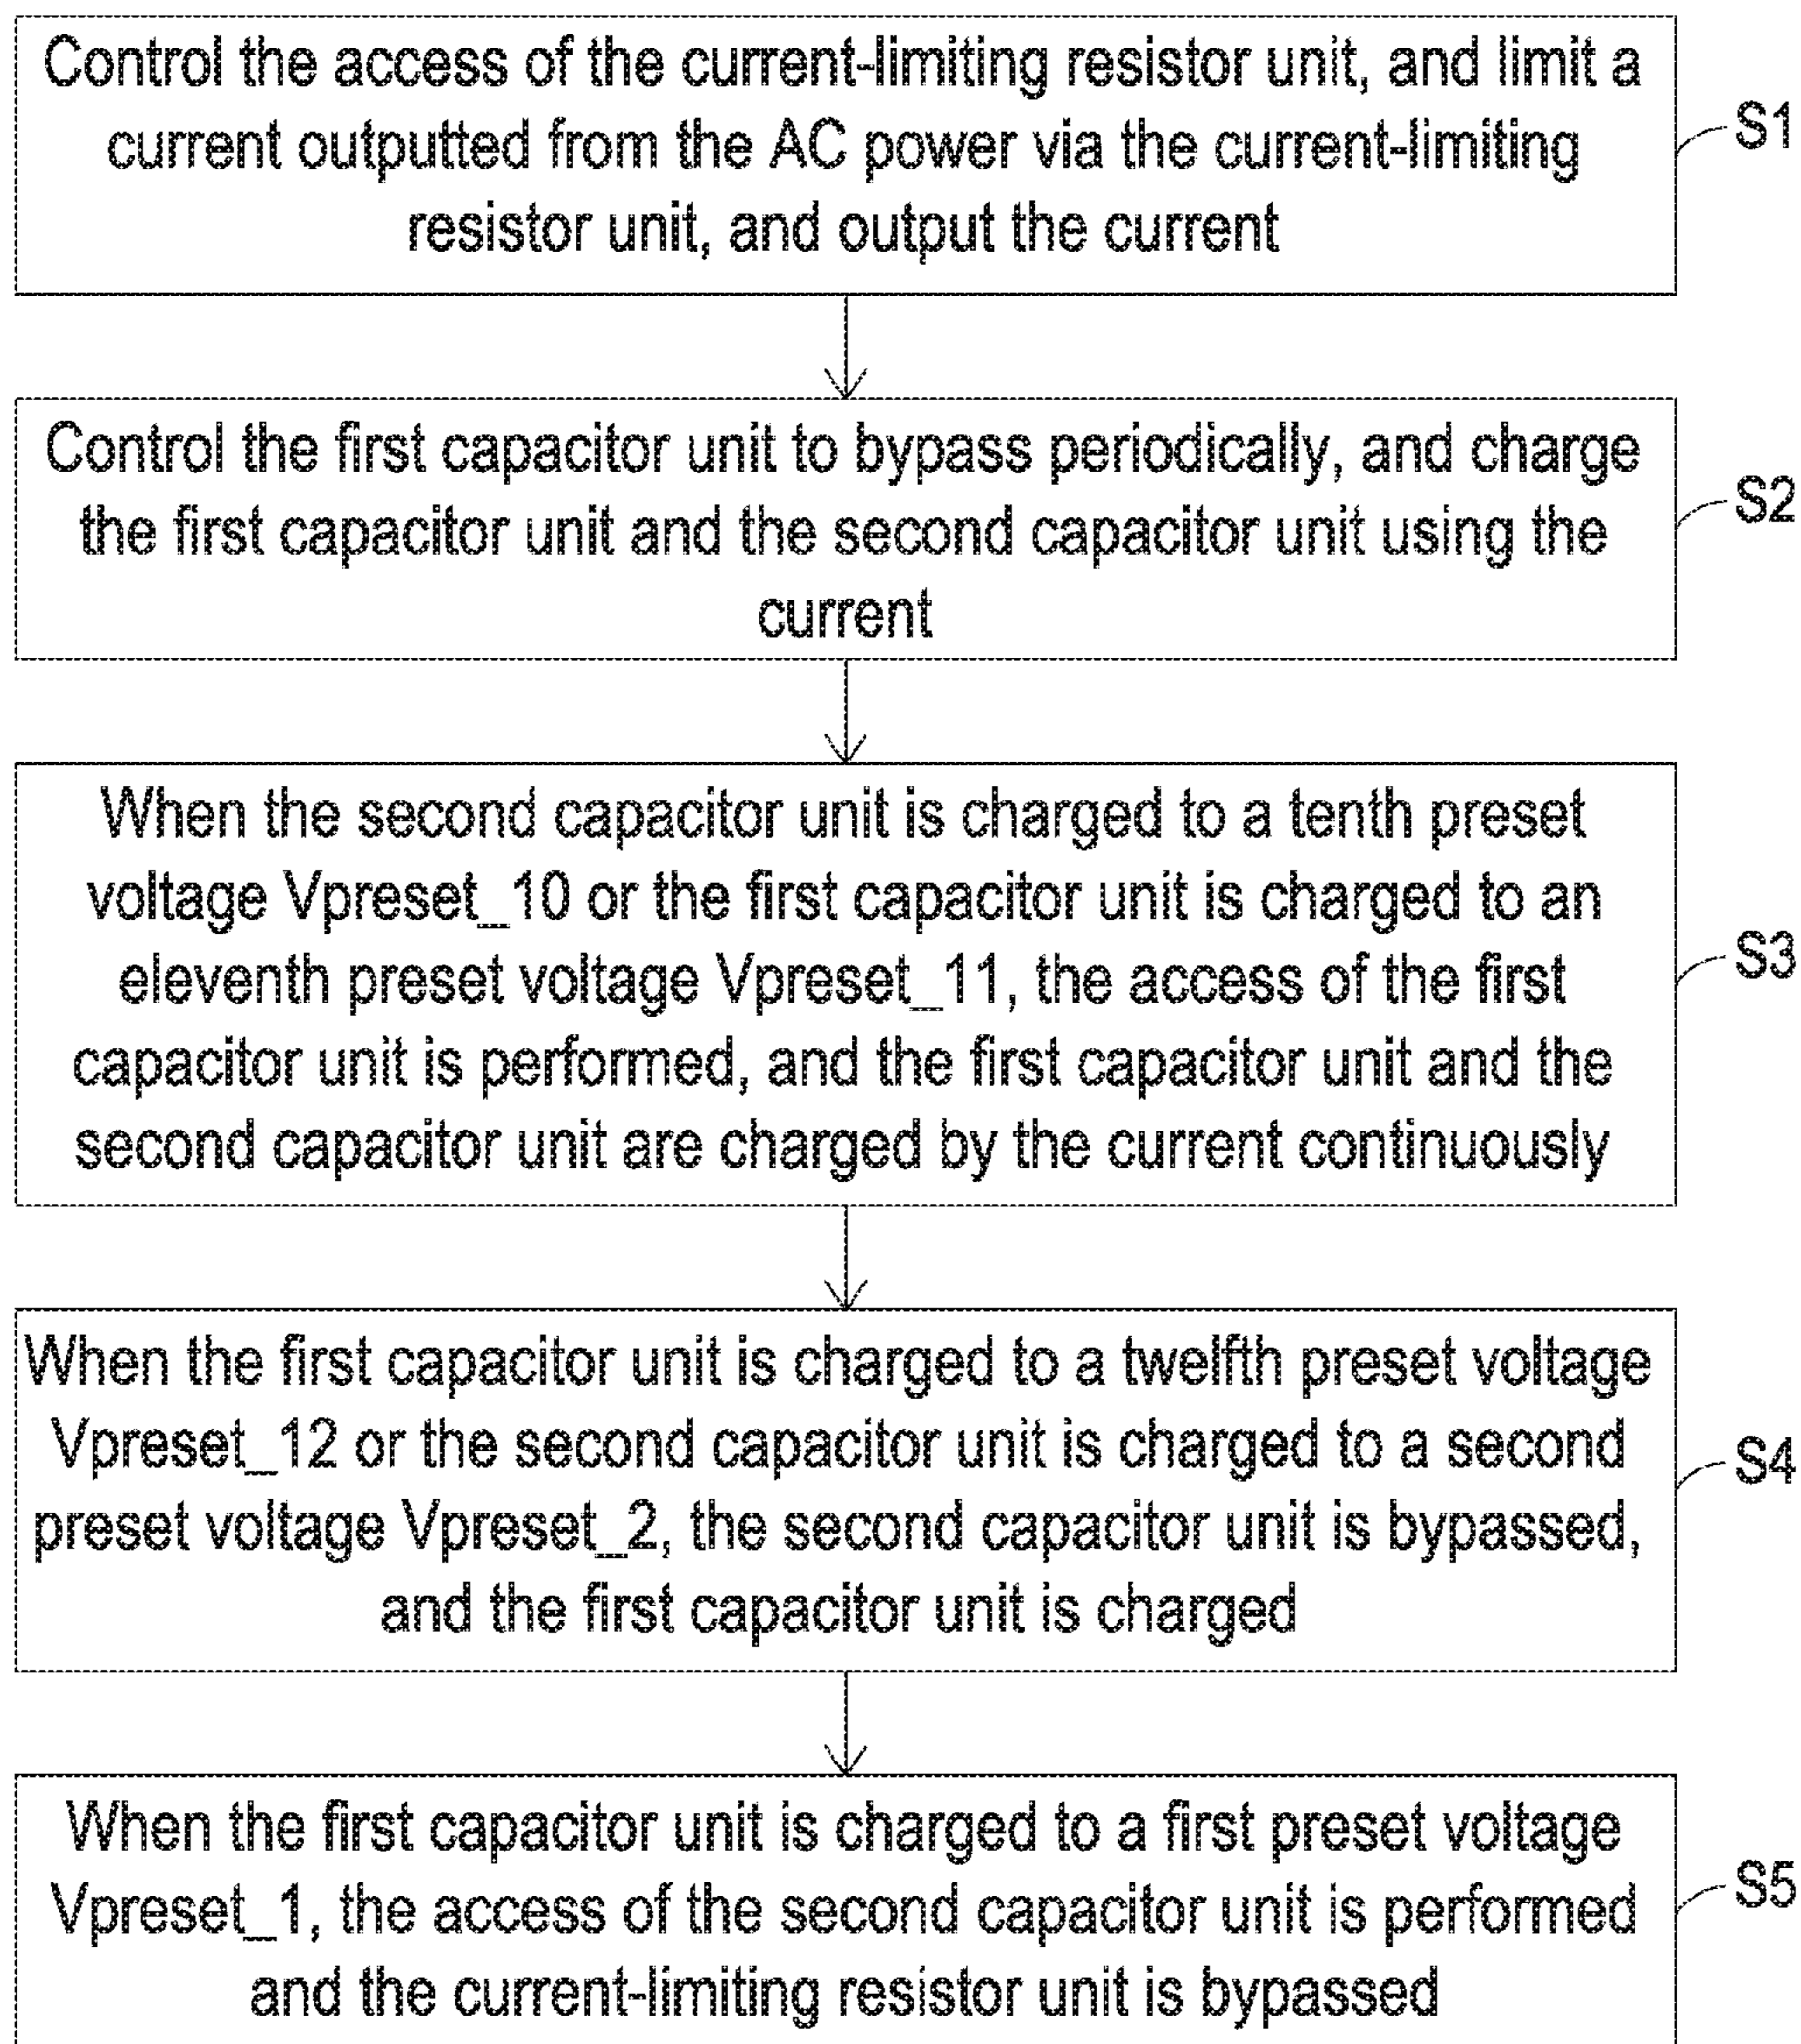 Control the access of the current-limiting resistor unit, and limit a
current outputted from the AC power via the current-limiting
resistor unit, and output the current
S1
Control the first capacitor unit to bypass periodically, and charge
the first capacitor unit and the second capacitor unit using the
current
S2
When the second capacitor unit is charged to a tenth preset
voltage Vpreset_10 or the first capacitor unit is charged to an
eleventh preset voltage Vpreset_11, the access of the first
capacitor unit is performed, and the first capacitor unit and the
second capacitor unit are charged by the current continuously
S3
When the first capacitor unit is charged to a twelfth preset voltage
Vpreset_12 or the second capacitor unit is charged to a second
preset voltage Vpreset_2, the second capacitor unit is bypassed,
and the first capacitor unit is charged
S4
When the first capacitor unit is charged to a first preset voltage
Vpreset_1, the access of the second capacitor unit is performed
and the current-limiting resistor unit is bypassed
S5